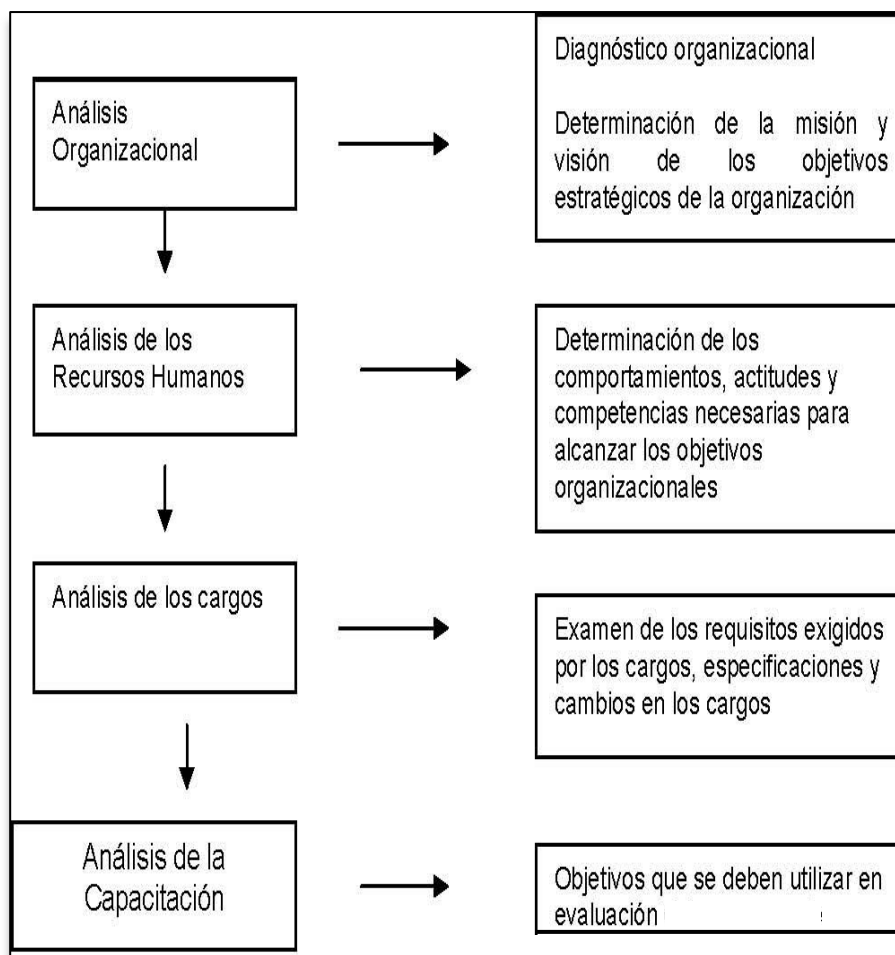 Análisis
Organizacional
Diagnóstico organizacional
Determinación de la misión y
visión de los objetivos
estratégicos de la organización
Análisis de los
Recursos Humanos
Determinación de los
comportamientos, actitudes y
competencias necesarias para
alcanzar los objetivos
organizacionales
Análisis de los cargos
Examen de los requisitos exigidos
por los cargos, especificaciones y
cambios en los cargos
Análisis de la
Capacitación
Objetivos que se deben utilizar en
evaluación